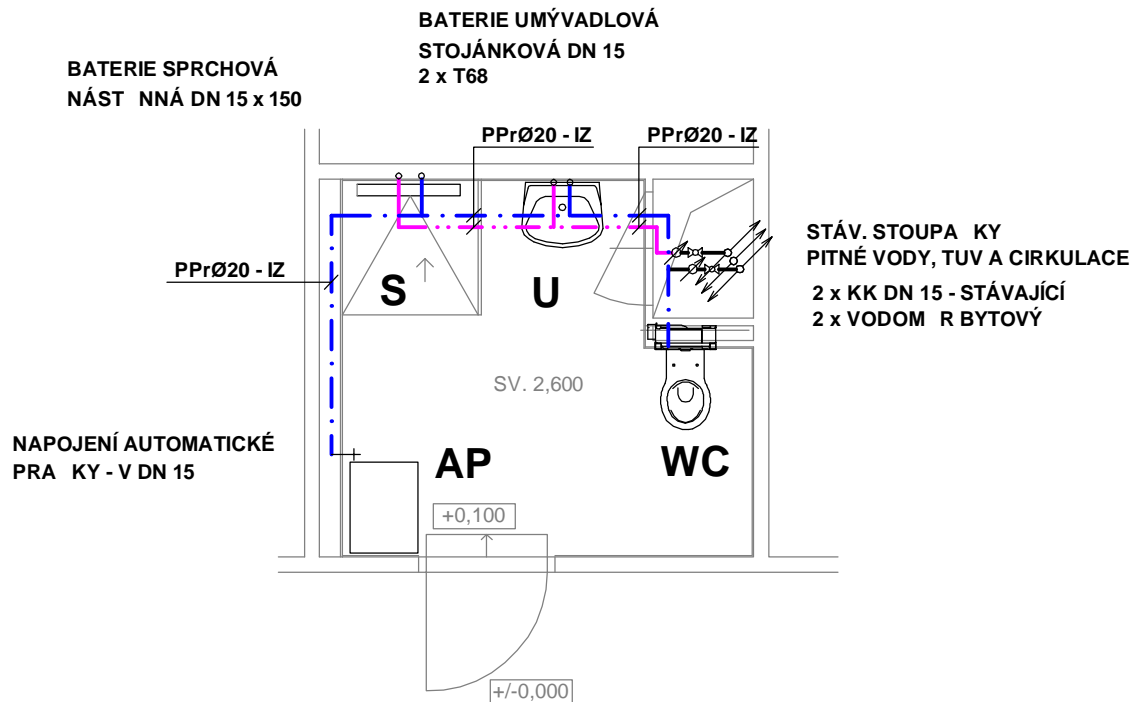 BATERIE UMÝVADLOVÁ
STOJÁNKOVÁ DN 15
2 x T68
BATERIE SPRCHOVÁ
NÁST NNÁ DN 15 x 150
PPrØ20 - IZ
PPrØ20 - IZ
STÁV. STOUPA KY
PITNÉ VODY, TUV A CIRKULACE
2 x KK DN 15 - STÁVAJÍCÍ
2 x VODOM R BYTOVÝ
PPrØ20 - IZ
S
U
SV. 2,600
NAPOJENÍ AUTOMATICKÉ
PRA KY - V DN 15
AP
WC
+0,100
+/-0,000